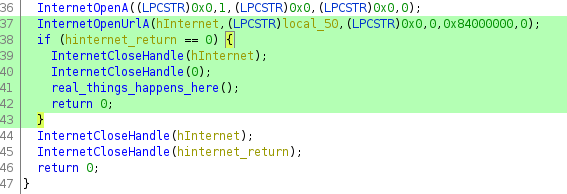 36 InternetOpenA((LPCSTR)0x0,1,(LPCSTR)0x0,(LPCSTR)0x0,0);
37 InternetOpenUrlA(hInternet,(LPCSTR)local_50,(LPCSTR)0x0,0,0x84000000,0);
38 if (hinternet_return == 0) {
39 InternetCloseHandle(hInternet);
40 InternetCloseHandle(0);
41 real_things_happens_here();
42 return 0;
43 }
44 InternetCloseHandle(hInternet);
45 InternetCloseHandle(hinternet_return);
46 return 0;
47 }